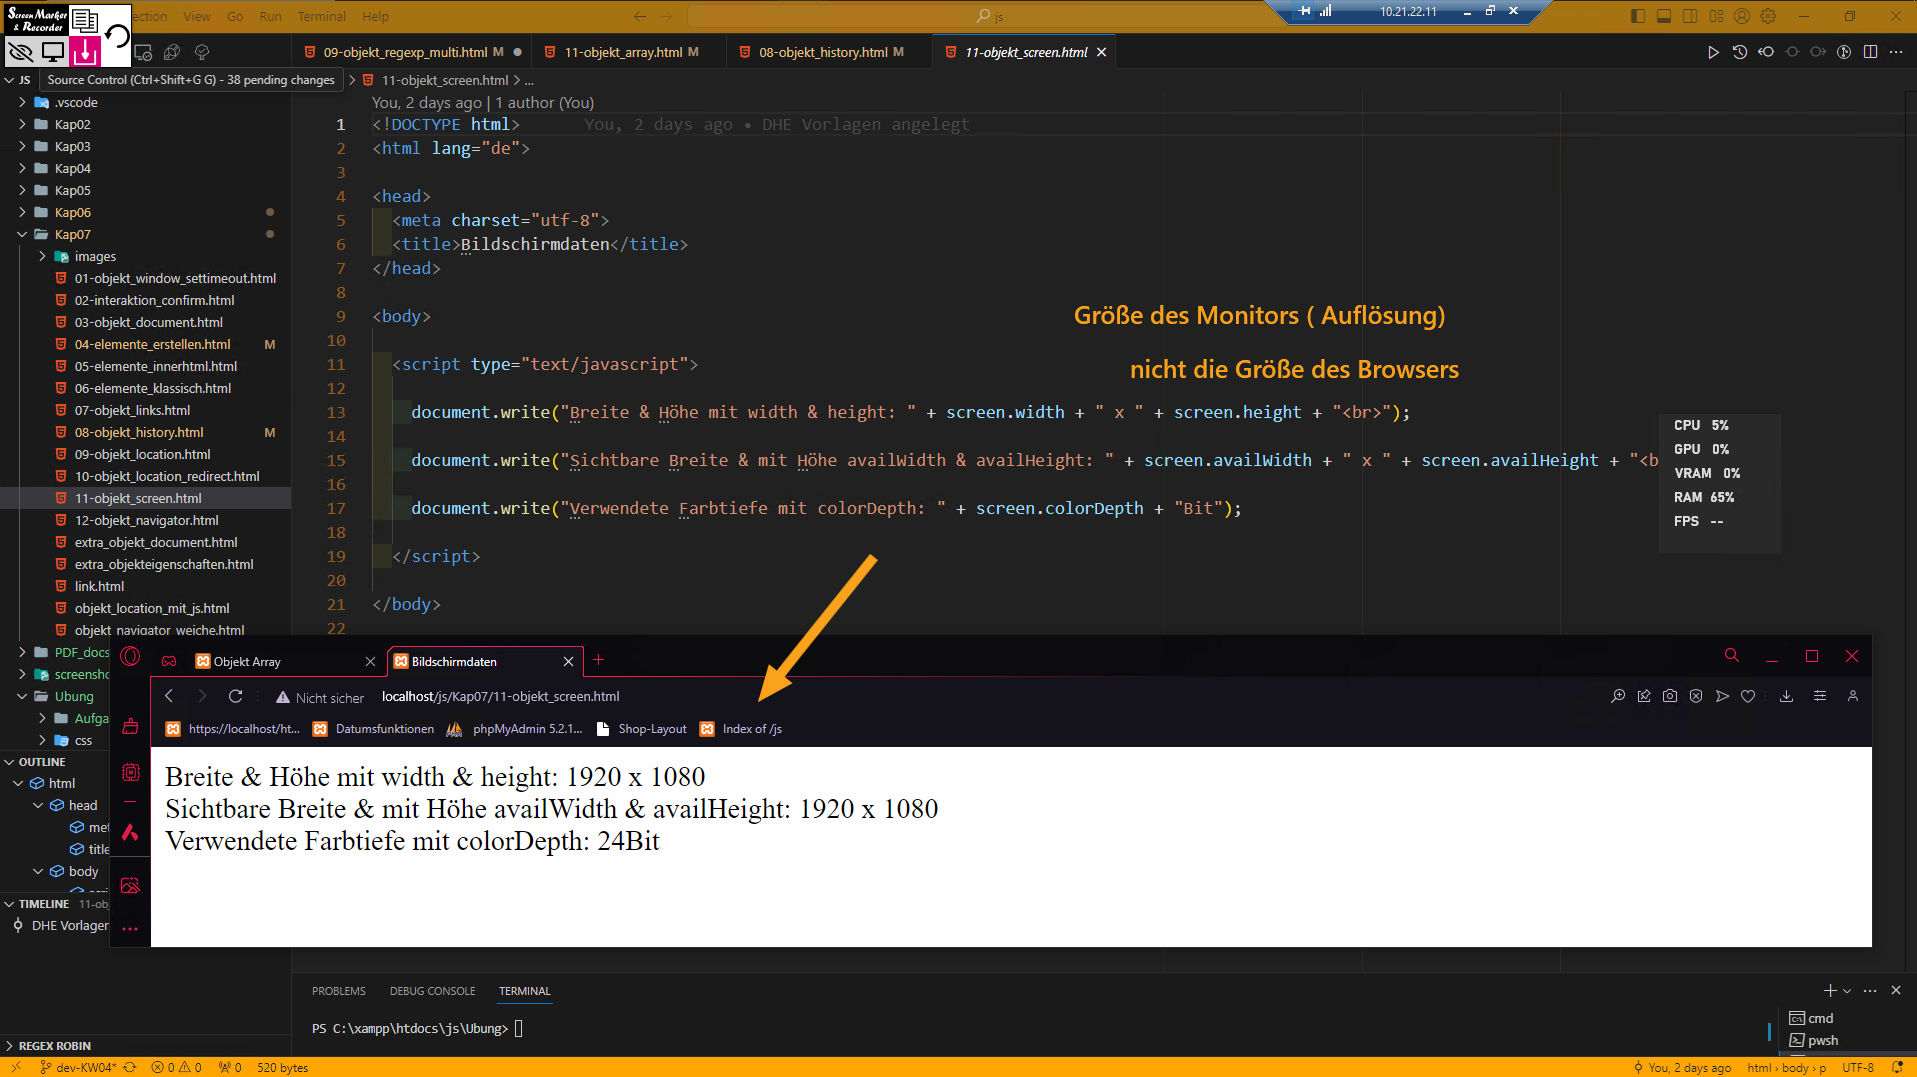 Screen Marker
& Recorder
ection View Go Run Terminal Help
js
10.21.22.11
09-objekt_regexp_multi.html M
11-objekt_array.html M
08-objekt_history.html M
11-objekt_screen.html
JS
Source Control (Ctrl+Shift+G G) - 38 pending changes
11-objekt_screen.html > ...
.vscode
Kap02
Kap03
Kap04
Kap05
Kap06
Kap07
images
01-objekt_window_settimeout.html
02-interaktion_confirm.html
03-objekt_document.html
04-elemente_erstellen.html M
05-elemente_innerhtml.html
06-elemente_klassisch.html
07-objekt_links.html
08-objekt_history.html M
09-objekt_location.html
10-objekt_location_redirect.html
11-objekt_screen.html
12-objekt_navigator.html
extra_objekt_document.html
extra_objekteigenschaften.html
link.html
objekt_location_mit_js.html
objekt_navigator_weiche.html
PDF_docs
screensho
Ubung
Aufga
css
OUTLINE
html
head
met
title
body
TIMELINE 11-ob
DHE Vorlagen
REGEX ROBIN
You, 2 days ago | 1 author (You)
1 <!DOCTYPE html> You, 2 days ago • DHE Vorlagen angelegt
2 <html lang="de">
3
4 <head>
5 <meta charset="utf-8">
6 <title>Bildschirmdaten</title>
7 </head>
8
9 <body>
10
11 <script type="text/javascript">
12
13 document.write("Breite & Höhe mit width & height: " + screen.width + " x " + screen.height + "<br>");
14
15 document.write("Sichtbare Breite & mit Höhe availWidth & availHeight: " + screen.availWidth + " x " + screen.availHeight + "<b
16
17 document.write("Verwendete Farbtiefe mit colorDepth: " + screen.colorDepth + "Bit");
18
19 </script>
20
21 </body>
22
Größe des Monitors ( Auflösung)
nicht die Größe des Browsers
CPU 5%
GPU 0%
VRAM 0%
RAM 65%
FPS --
Objekt Array
Bildschirmdaten
Nicht sicher localhost/js/Kap07/11-objekt_screen.html
https://localhost/ht... Datumsfunktionen phpMyAdmin 5.2.1... Shop-Layout Index of /js
Breite & Höhe mit width & height: 1920 x 1080
Sichtbare Breite & mit Höhe availWidth & availHeight: 1920 x 1080
Verwendete Farbtiefe mit colorDepth: 24Bit
PROBLEMS DEBUG CONSOLE TERMINAL
PS C:\xampp\htdocs\js\Ubung>
cmd
pwsh
dev-KW04* 0 0 0 520 bytes
You, 2 days ago html › body › p UTF-8